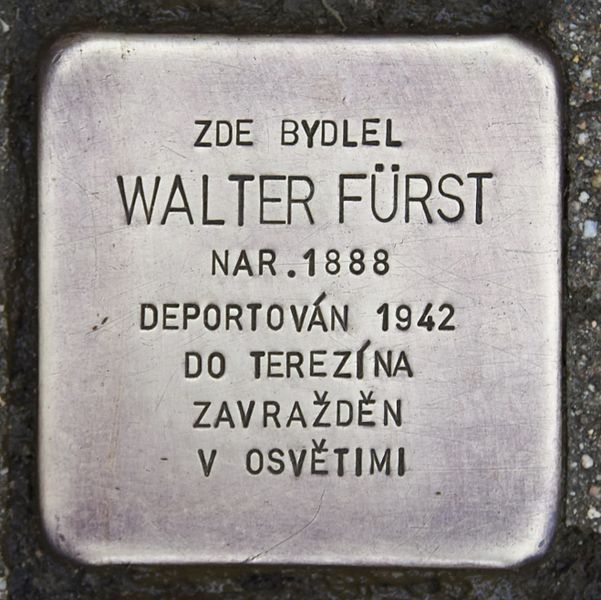 ZDE BYDLEL
WALTER FÜRST
NAR.1888
DEPORTOVÁN 1942
DO TEREZÍNA
ZAVRAŽDĚN
V OSVĚTIMI